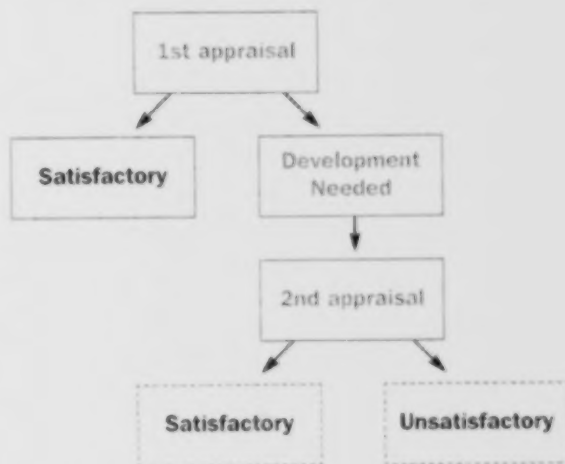 1st appraisal
Satisfactory
Development
Needed
2nd appraisal
Satisfactory
Unsatisfactory